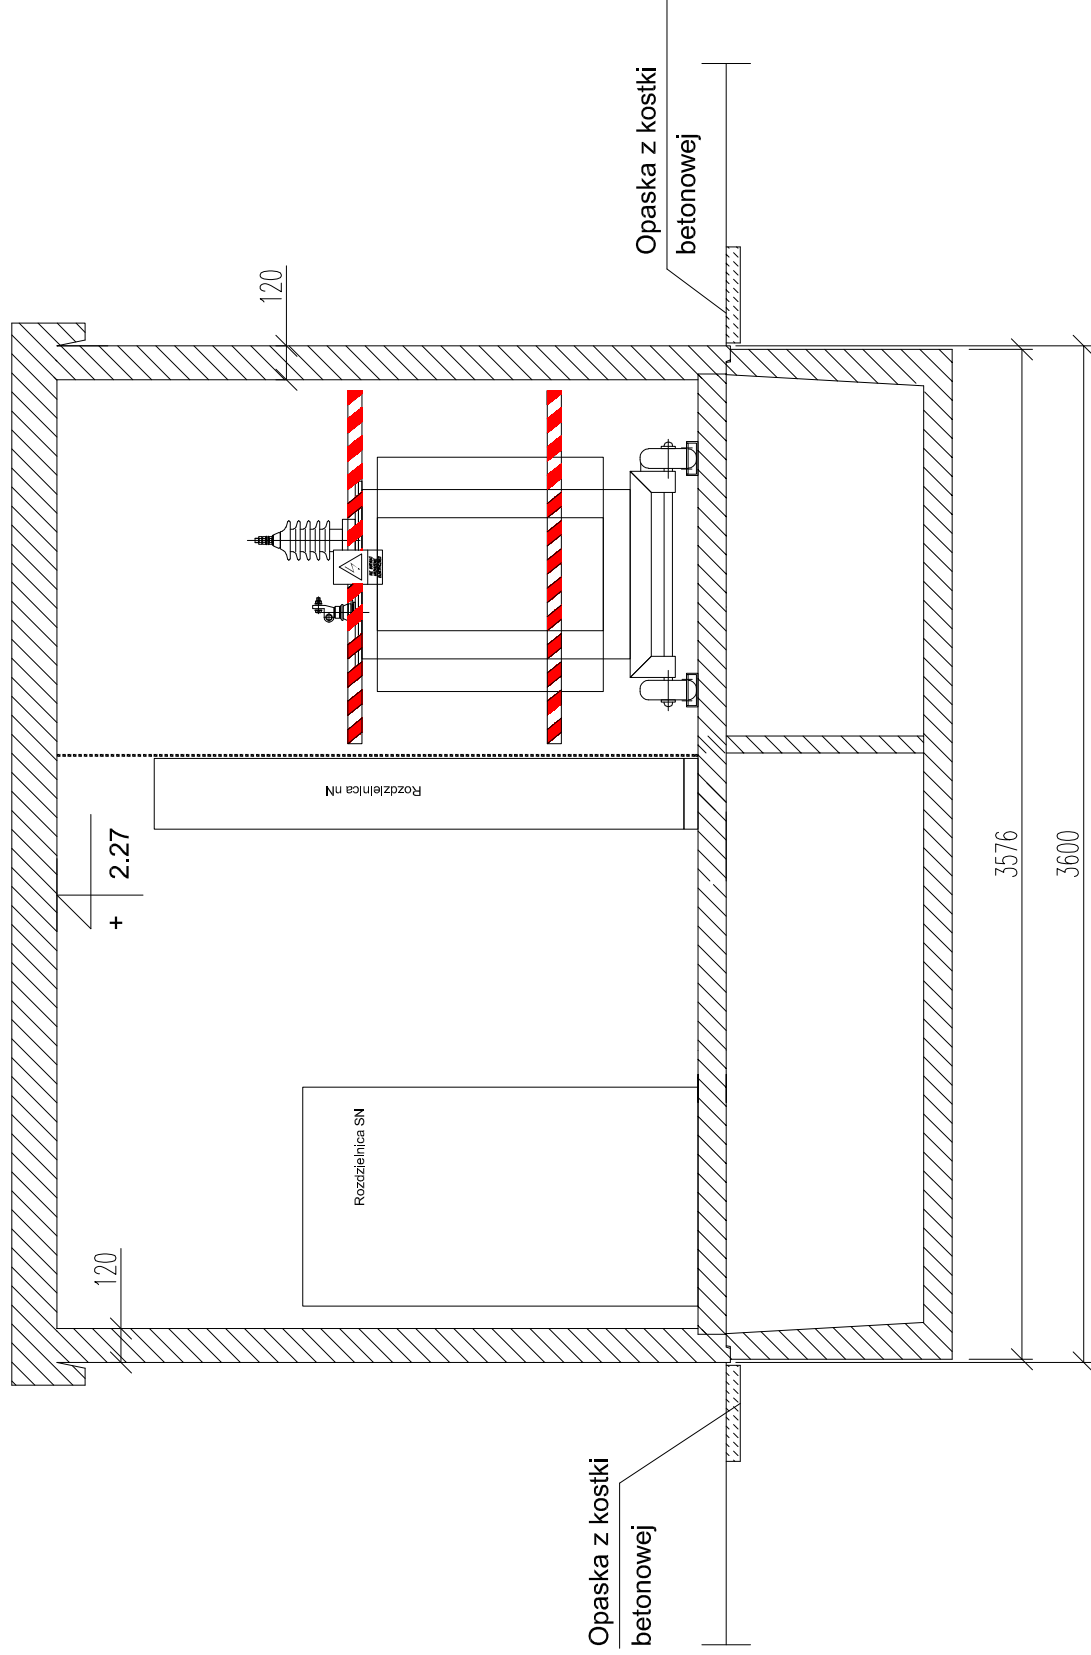 Opaska z kostki
betonowej
120
+ 2.27
120
Rozdzielnica SN
Rozdzielnica nN
Opaska z kostki
betonowej
3576
3600